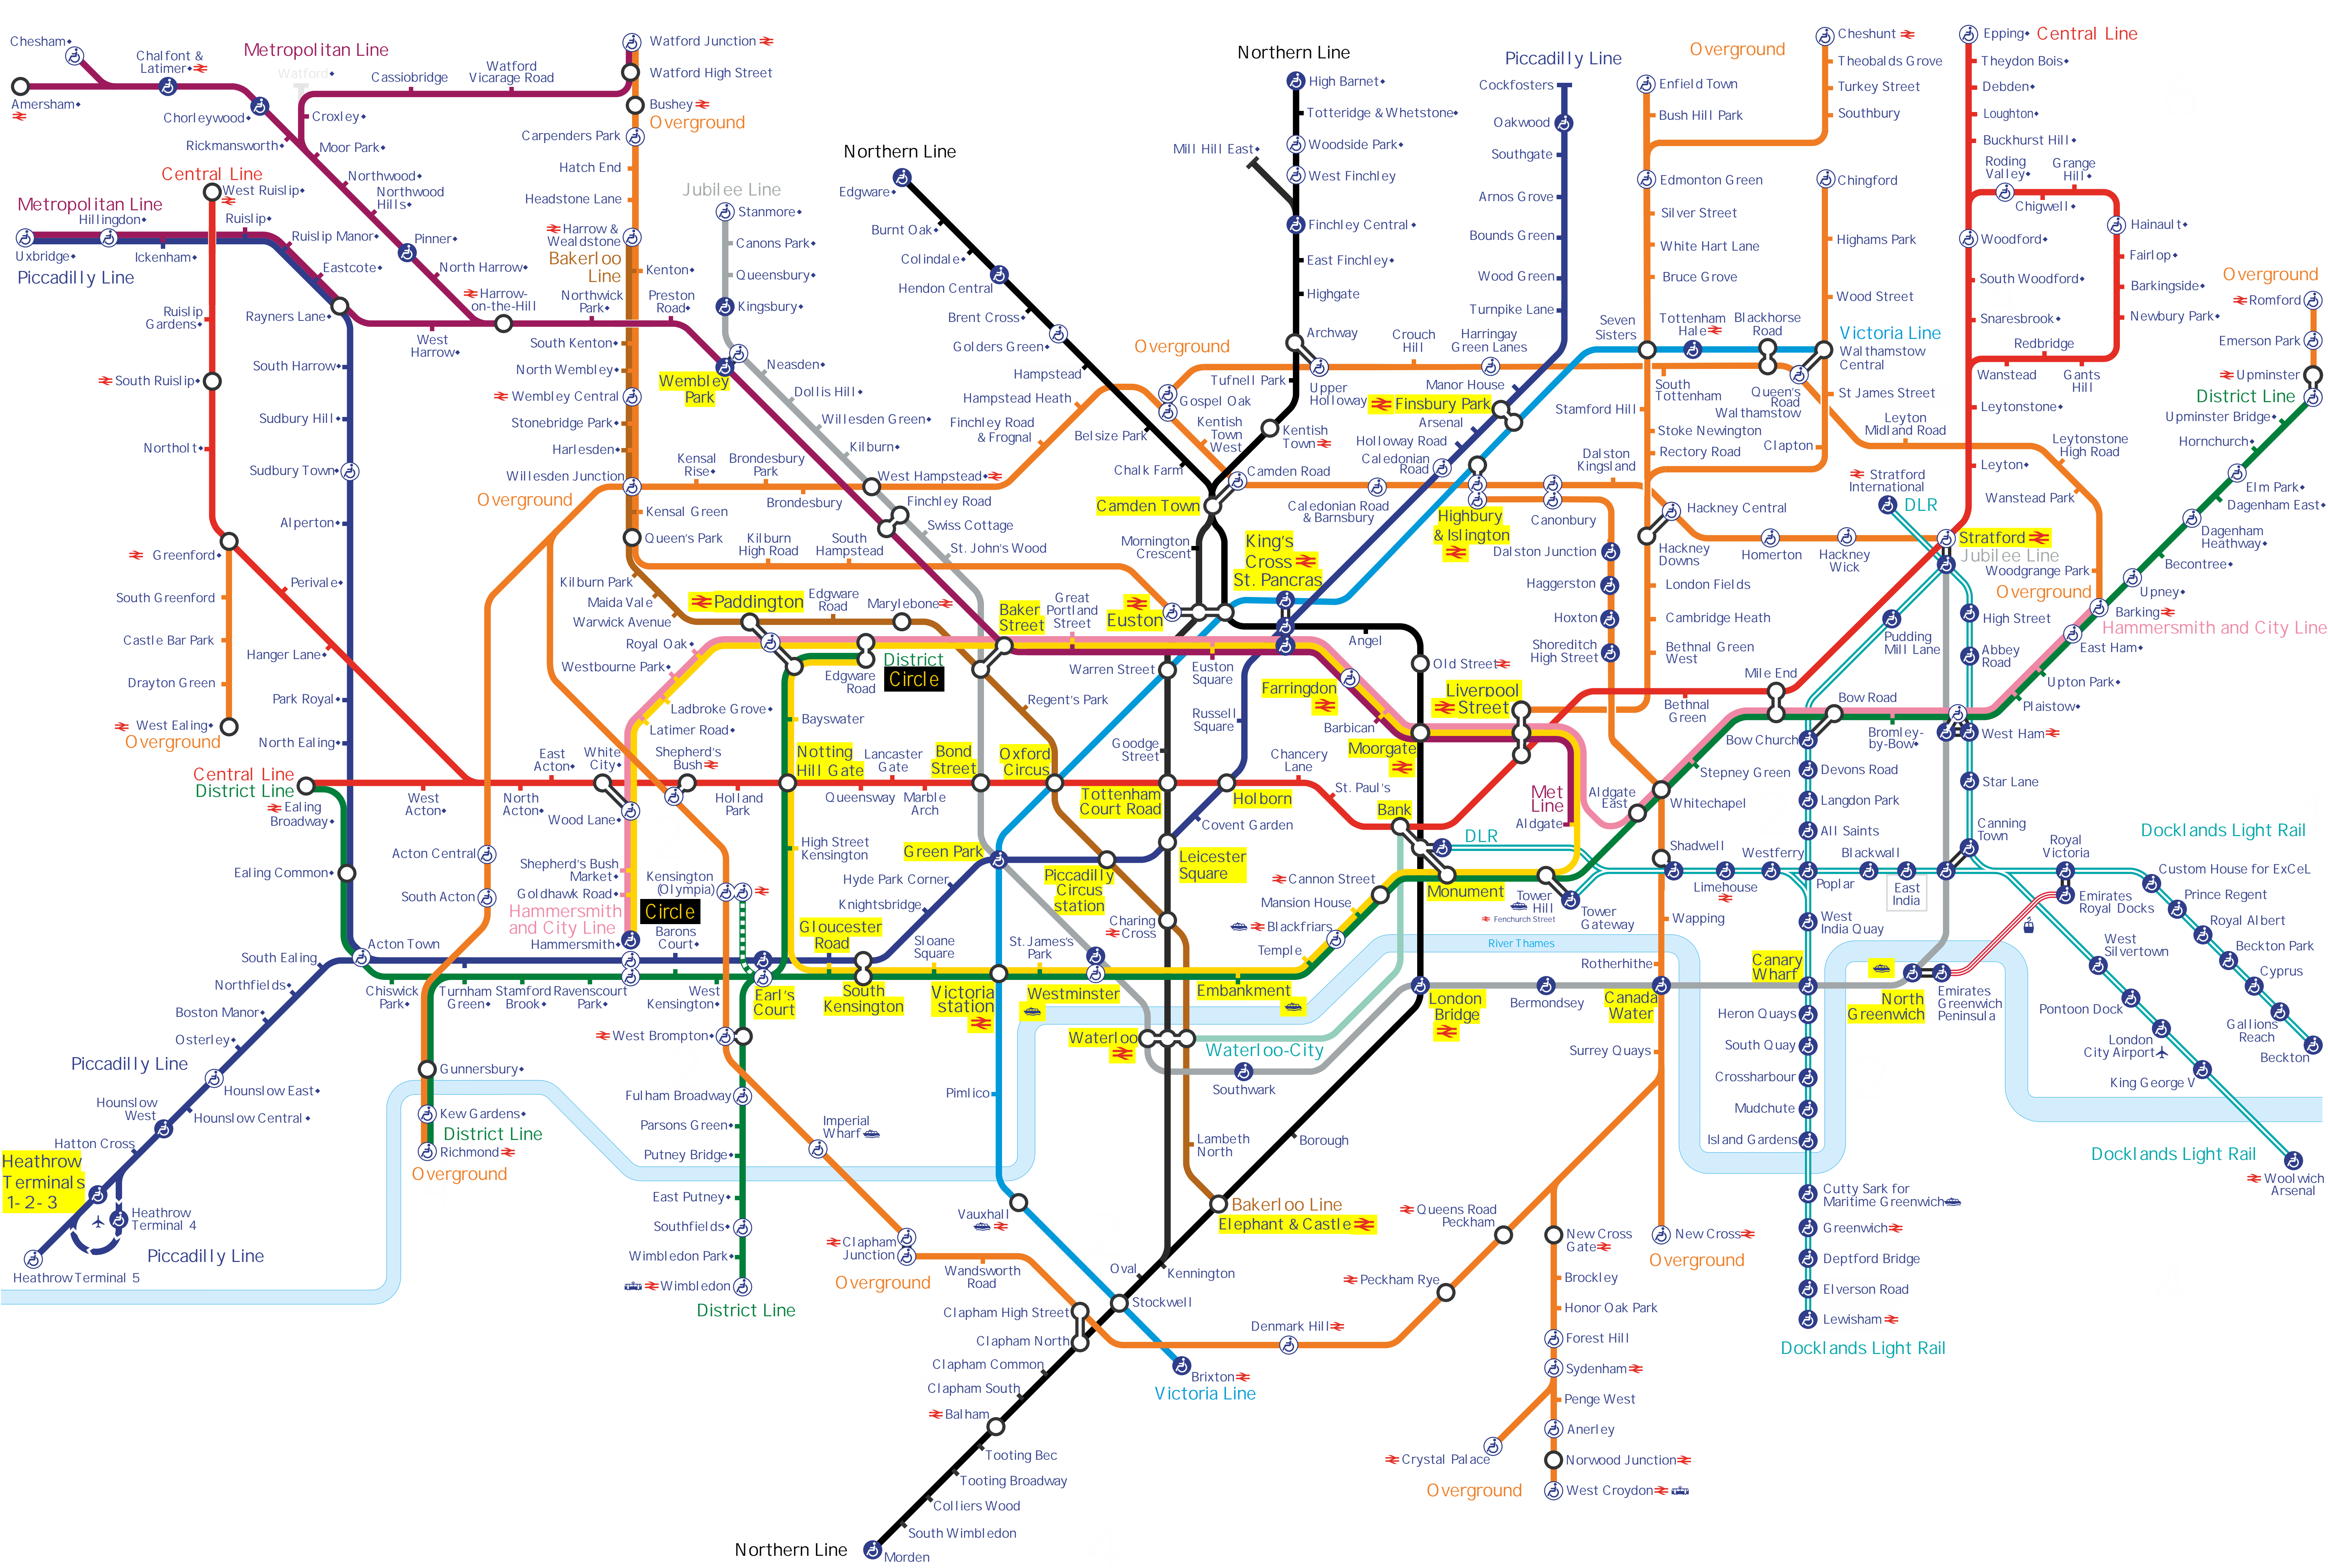 Chesham
Chalfont &
Latimer
Metropolitan Line
Watford
Cassiobridge
Watford
Vicarage Road
Watford Junction
Watford High Street
Amersham
Chorleywood
Croxley
Rickmansworth
Moor Park
Bushey
Overground
Carpenders Park
Hatch End
Headstone Lane
Northwood
Northwood
Hills
Pinner
North Harrow
Harrow-
on-the-Hill
Central Line
West Ruislip
Metropolitan Line
Hillingdon
Ruislip
Uxbridge
Ickenham
Ruislip Manor
Eastcote
Piccadilly Line
Rayners Lane
West
Harrow
Harrow &
Wealdstone
Bakerloo
Line
Kenton
Northwick
Park
Preston
Road
South Kenton
North Wembley
Wembley Central
Stonebridge Park
Harlesden
Willesden Junction
Overground
Kensal Green
Queen's Park
Kilburn Park
Maida Vale
Warwick Avenue
Royal Oak
Westbourne Park
Ladbroke Grove
Latimer Road
Ruislip
Gardens
South Ruislip
Northolt
Greenford
South Greenford
Castle Bar Park
Drayton Green
West Ealing
Overground
Perivale
Hanger Lane
South Harrow
Sudbury Hill
Sudbury Town
Alperton
Park Royal
North Ealing
Jubilee Line
Stanmore
Canons Park
Queensbury
Kingsbury
Wembley
Park
Neasden
Dollis Hill
Willesden Green
Kilburn
West Hampstead
Finchley Road
Swiss Cottage
St. John's Wood
Kensal
Rise
Brondesbury
Park
Brondesbury
Kilburn
High Road
South
Hampstead
Northern Line
Edgware
Burnt Oak
Colindale
Hendon Central
Brent Cross
Golders Green
Hampstead
Hampstead Heath
Finchley Road
& Frognal
Belsize Park
Chalk Farm
Camden Town
Mornington
Crescent
Euston
Northern Line
High Barnet
Totteridge & Whetstone
Woodside Park
Mill Hill East
West Finchley
Finchley Central
East Finchley
Highgate
Archway
Overground
Tufnell Park
Upper
Holloway
Gospel Oak
Kentish
Town
West
Kentish
Town
Camden Road
Crouch
Hill
Harringay
Green Lanes
Piccadilly Line
Cockfosters
Oakwood
Southgate
Arnos Grove
Bounds Green
Wood Green
Turnpike Lane
Manor House
Finsbury Park
Arsenal
Holloway Road
Caledonian
Road
Caledonian Road
& Barnsbury
Highbury
& Islington
Canonbury
King's
Cross
St. Pancras
Overground
Enfield Town
Bush Hill Park
Edmonton Green
Silver Street
White Hart Lane
Bruce Grove
Seven
Sisters
Tottenham
Hale
Blackhorse
Road
Victoria Line
Walthamstow
Central
South
Tottenham
Queen's
Road
Walthamstow
St James Street
Stamford Hill
Stoke Newington
Rectory Road
Clapton
Dalston
Kingsland
Hackney Central
Hackney
Downs
Homerton
Hackney
Wick
Dalston Junction
Haggerston
Hoxton
Shoreditch
High Street
London Fields
Cambridge Heath
Bethnal Green
West
Cheshunt
Theobalds Grove
Turkey Street
Southbury
Chingford
Highams Park
Wood Street
Leyton
Midland Road
Leytonstone
High Road
Wanstead Park
Woodgrange Park
Overground
Epping
Central Line
Theydon Bois
Debden
Loughton
Buckhurst Hill
Roding
Valley
Grange
Hill
Chigwell
Hainault
Woodford
Fairlop
South Woodford
Barkingside
Snaresbrook
Newbury Park
Redbridge
Wanstead
Gants
Hill
Leytonstone
Leyton
Stratford
International
DLR
Stratford
Jubilee Line
Overground
Romford
Emerson Park
Upminster
District Line
Upminster Bridge
Hornchurch
Elm Park
Dagenham East
Dagenham
Heathway
Becontree
Upney
Barking
Hammersmith and City Line
East Ham
Upton Park
Plaistow
West Ham
High Street
Abbey
Road
Pudding
Mill Lane
Paddington
Edgware
Road
Marylebone
Baker
Street
Great
Portland
Street
District
Circle
Edgware
Road
Bayswater
Warren Street
Euston
Square
Regent's Park
Russell
Square
Goodge
Street
Angel
Old Street
Farringdon
Barbican
Moorgate
Liverpool
Street
Bethnal
Green
Mile End
Bow Road
Bow Church
Bromley-
by-Bow
Stepney Green
Devons Road
Star Lane
Langdon Park
All Saints
Canning
Town
Central Line
District Line
Ealing
Broadway
West
Acton
North
Acton
East
Acton
White
City
Wood Lane
Shepherd's
Bush
Holland
Park
Notting
Hill Gate
Queensway
Lancaster
Gate
Marble
Arch
Bond
Street
Oxford
Circus
Tottenham
Court Road
Holborn
Chancery
Lane
St. Paul's
Bank
Met
Line
Aldgate
Aldgate
East
Whitechapel
Covent Garden
Leicester
Square
Green Park
Piccadilly
Circus
station
Hyde Park Corner
Knightsbridge
High Street
Kensington
Shepherd's Bush
Market
Goldhawk Road
Hammersmith
and City Line
Hammersmith
Circle
Kensington
(Olympia)
Barons
Court
Gloucester
Road
Sloane
Square
St. James's
Park
Charing
Cross
Cannon Street
Mansion House
Blackfriars
Temple
Embankment
Monument
DLR
Tower
Hill
Fenchurch Street
Tower
Gateway
Shadwell
Limehouse
Westferry
Poplar
Blackwall
East
India
Royal
Victoria
Emirates
Royal Docks
Docklands Light Rail
Custom House for ExCeL
Prince Regent
Royal Albert
Beckton Park
Cyprus
Gallions
Reach
Beckton
Wapping
Rotherhithe
River Thames
West
India Quay
Canary
Wharf
North
Greenwich
Emirates
Greenwich
Peninsula
West
Silvertown
Pontoon Dock
London
City Airport
King George V
Docklands Light Rail
Woolwich
Arsenal
Ealing Common
Acton Central
South Acton
Acton Town
South Ealing
Northfields
Boston Manor
Osterley
Piccadilly Line
Hounslow East
Hounslow
West
Hounslow Central
Hatton Cross
Heathrow
Terminals
1-2-3
Heathrow
Terminal 4
Piccadilly Line
Heathrow Terminal 5
Chiswick
Park
Turnham
Green
Stamford
Brook
Ravenscourt
Park
West
Kensington
Earl's
Court
South
Kensington
Victoria
station
Westminster
Gunnersbury
Kew Gardens
District Line
Richmond
Overground
West Brompton
Fulham Broadway
Parsons Green
Putney Bridge
East Putney
Southfields
Wimbledon Park
Wimbledon
District Line
Imperial
Wharf
Clapham
Junction
Overground
Wandsworth
Road
Pimlico
Vauxhall
Waterloo
Waterloo-City
Southwark
London
Bridge
Bermondsey
Canada
Water
Surrey Quays
Lambeth
North
Borough
Bakerloo Line
Elephant & Castle
Kennington
Oval
Stockwell
Clapham High Street
Clapham North
Clapham Common
Clapham South
Balham
Tooting Bec
Tooting Broadway
Colliers Wood
South Wimbledon
Northern Line
Morden
Brixton
Victoria Line
Denmark Hill
Peckham Rye
Queens Road
Peckham
New Cross
Gate
New Cross
Overground
Brockley
Honor Oak Park
Forest Hill
Sydenham
Penge West
Anerley
Crystal Palace
Norwood Junction
Overground
West Croydon
Heron Quays
South Quay
Crossharbour
Mudchute
Island Gardens
Cutty Sark for
Maritime Greenwich
Greenwich
Deptford Bridge
Elverson Road
Lewisham
Docklands Light Rail